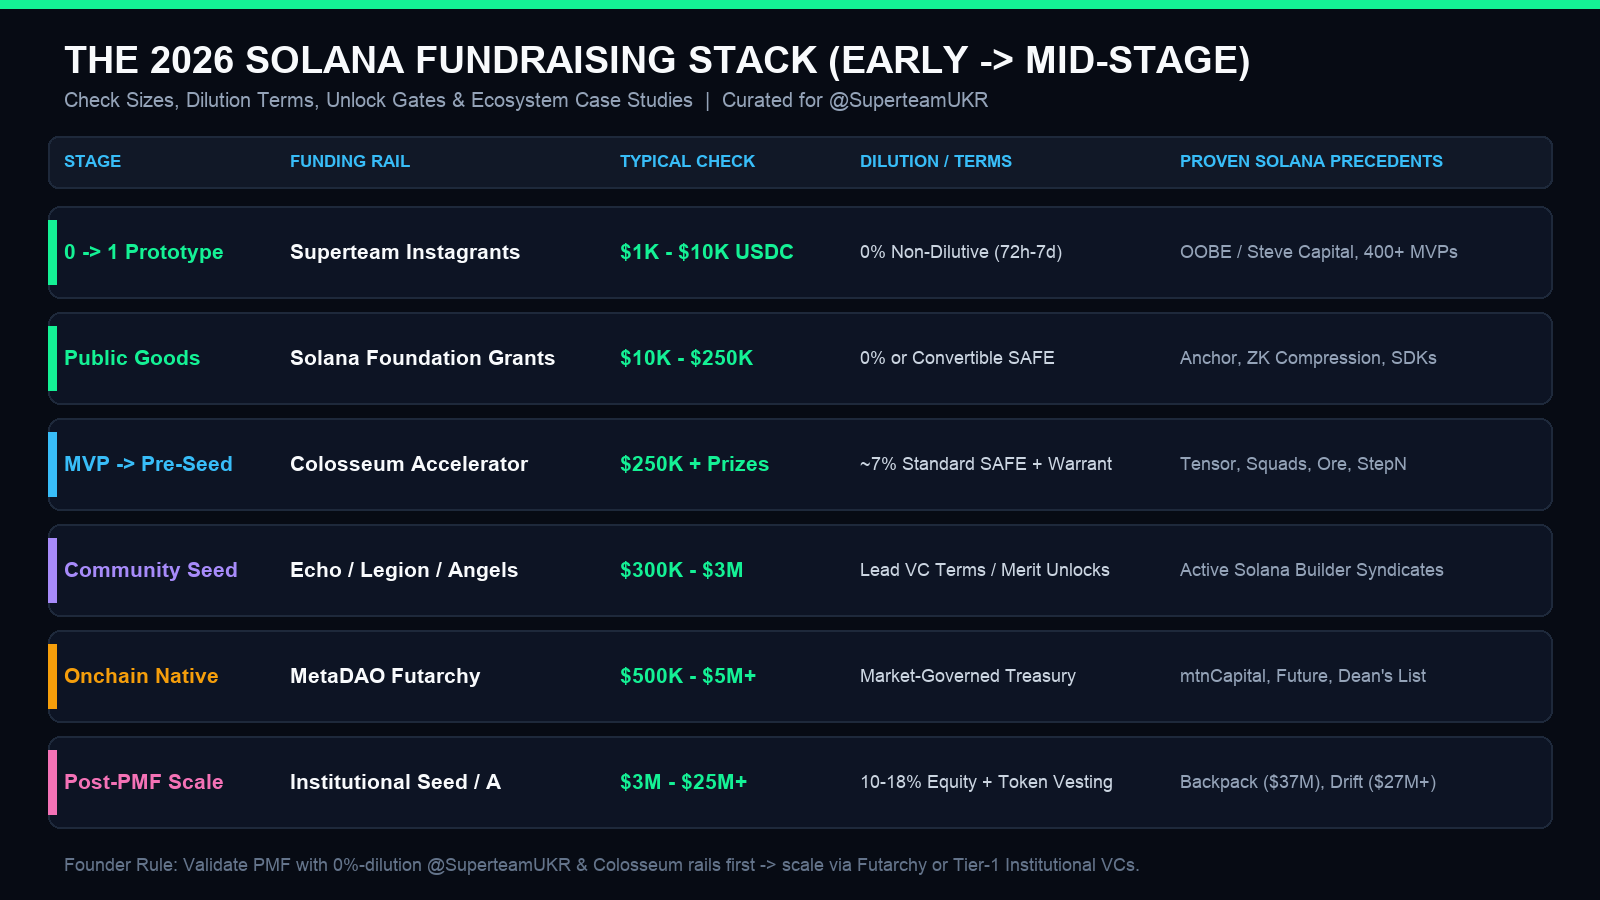 THE 2026 SOLANA FUNDRAISING STACK (EARLY -> MID-STAGE)
Check Sizes, Dilution Terms, Unlock Gates & Ecosystem Case Studies | Curated for @SuperteamUKR
STAGE FUNDING RAIL TYPICAL CHECK DILUTION / TERMS PROVEN SOLANA PRECEDENTS
0 -> 1 Prototype Superteam Instagrants $1K - $10K USDC 0% Non-Dilutive (72h-7d) OOBE / Steve Capital, 400+ MVPs
Public Goods Solana Foundation Grants $10K - $250K 0% or Convertible SAFE Anchor, ZK Compression, SDKs
MVP -> Pre-Seed Colosseum Accelerator $250K + Prizes ~7% Standard SAFE + Warrant Tensor, Squads, Ore, StepN
Community Seed Echo / Legion / Angels $300K - $3M Lead VC Terms / Merit Unlocks Active Solana Builder Syndicates
Onchain Native MetaDAO Futarchy $500K - $5M+ Market-Governed Treasury mtnCapital, Future, Dean's List
Post-PMF Scale Institutional Seed / A $3M - $25M+ 10-18% Equity + Token Vesting Backpack ($37M), Drift ($27M+)
Founder Rule: Validate PMF with 0%-dilution @SuperteamUKR & Colosseum rails first -> scale via Futarchy or Tier-1 Institutional VCs.